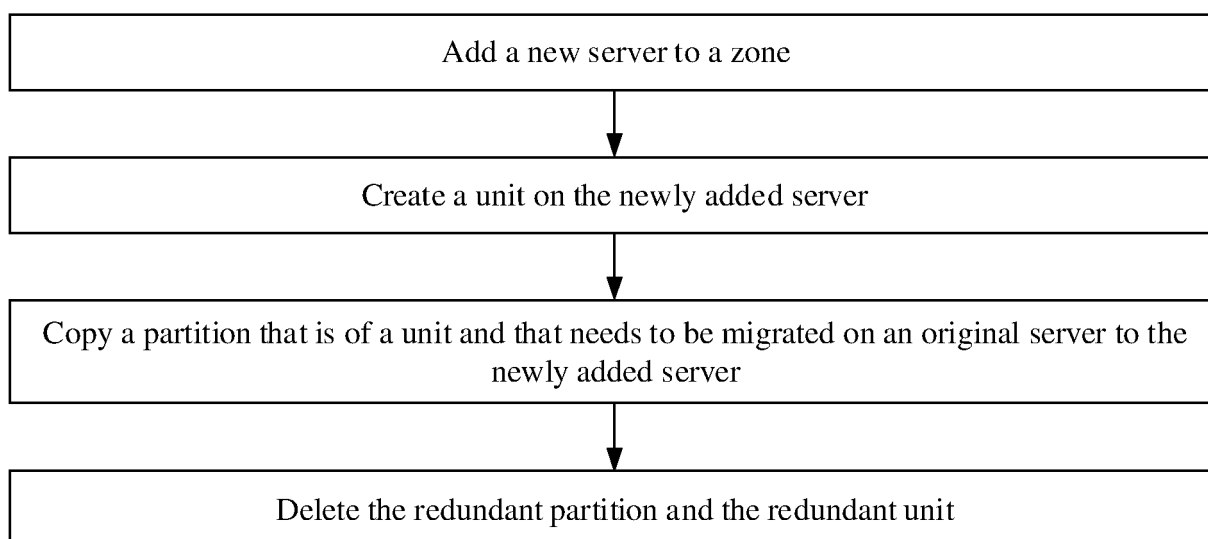 Add a new server to a zone
Create a unit on the newly added server
Copy a partition that is of a unit and that needs to be migrated on an original server to the
newly added server
Delete the redundant partition and the redundant unit